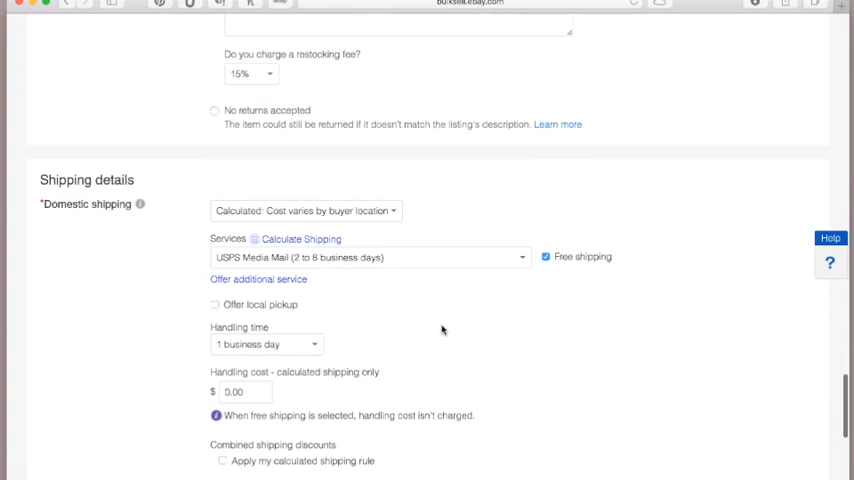 bulksell.ebay.com
Do you charge a restocking fee?
15%
No returns accepted
The item could still be returned if it doesn't match the listing's description. Learn more
Shipping details
*Domestic shipping
Calculated: Cost varies by buyer location
Services Calculate Shipping
USPS Media Mail (2 to 8 business days)
Free shipping
Offer additional service
Offer local pickup
Handling time
1 business day
Handling cost - calculated shipping only
$ 0.00
When free shipping is selected, handling cost isn't charged.
Combined shipping discounts
Apply my calculated shipping rule
Help
?